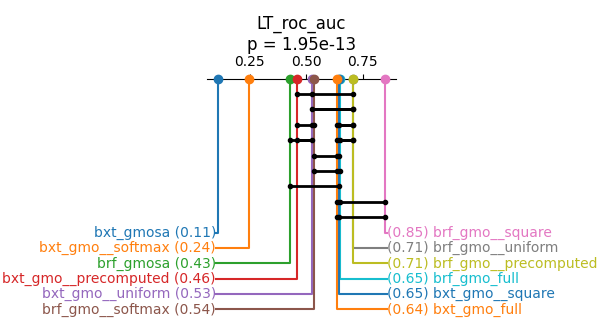 LT_roc_auc
p = 1.95e-13
0.25 0.50 0.75
bxt_gmosa (0.11) (0.85) brf_gmo__square
bxt_gmo__softmax (0.24) (0.71) brf_gmo__uniform
brf_gmosa (0.43) (0.71) brf_gmo__precomputed
bxt_gmo__precomputed (0.46) (0.65) brf_gmo_full
bxt_gmo__uniform (0.53) (0.65) bxt_gmo__square
brf_gmo__softmax (0.54) (0.64) bxt_gmo_full